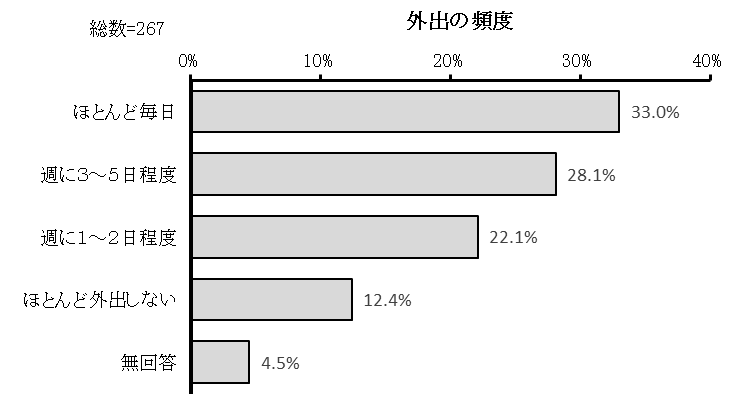 外出の頻度
総数=267
0%
10%
20%
30%
40%
ほとんど毎日
33.0%
週に３～５日程度
28.1%
週に１～２日程度
22.1%
ほとんど外出しない
12.4%
無回答
4.5%